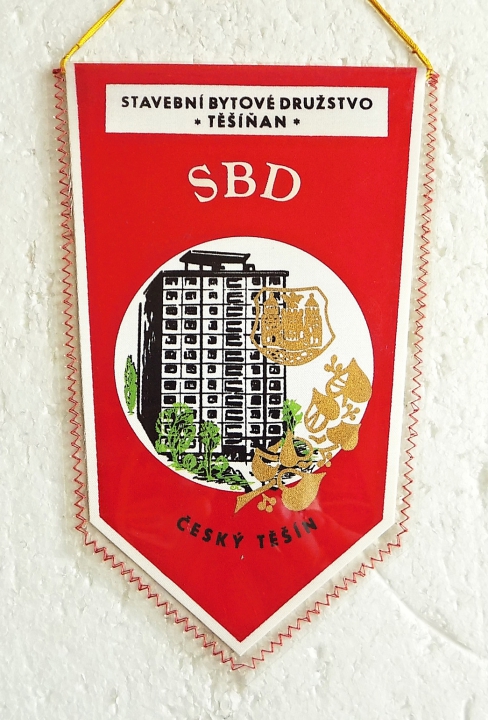 STAVEBNÍ BYTOVÉ DRUŽSTVO
* TĚŠÍŇAN *
SBD
ČESKÝ TĚŠÍN